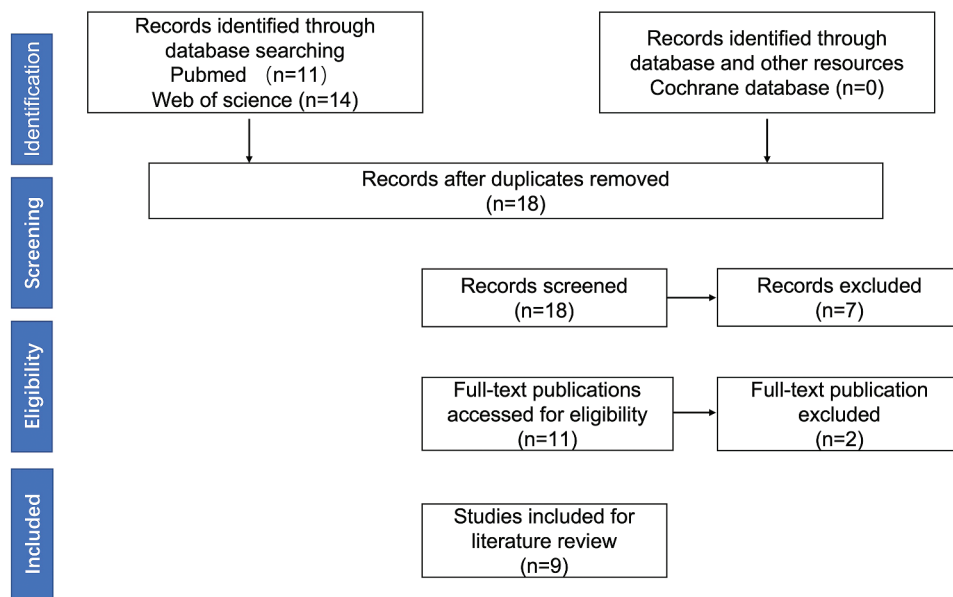 Identification
Records identified through
database searching
Pubmed （n=11）
Web of science (n=14)
Records identified through
database and other resources
Cochrane database (n=0)
Records after duplicates removed
(n=18)
Screening
Records screened
(n=18)
Records excluded
(n=7)
Eligibility
Full-text publications
accessed for eligibility
(n=11)
Full-text publication
excluded
(n=2)
Included
Studies included for
literature review
(n=9)